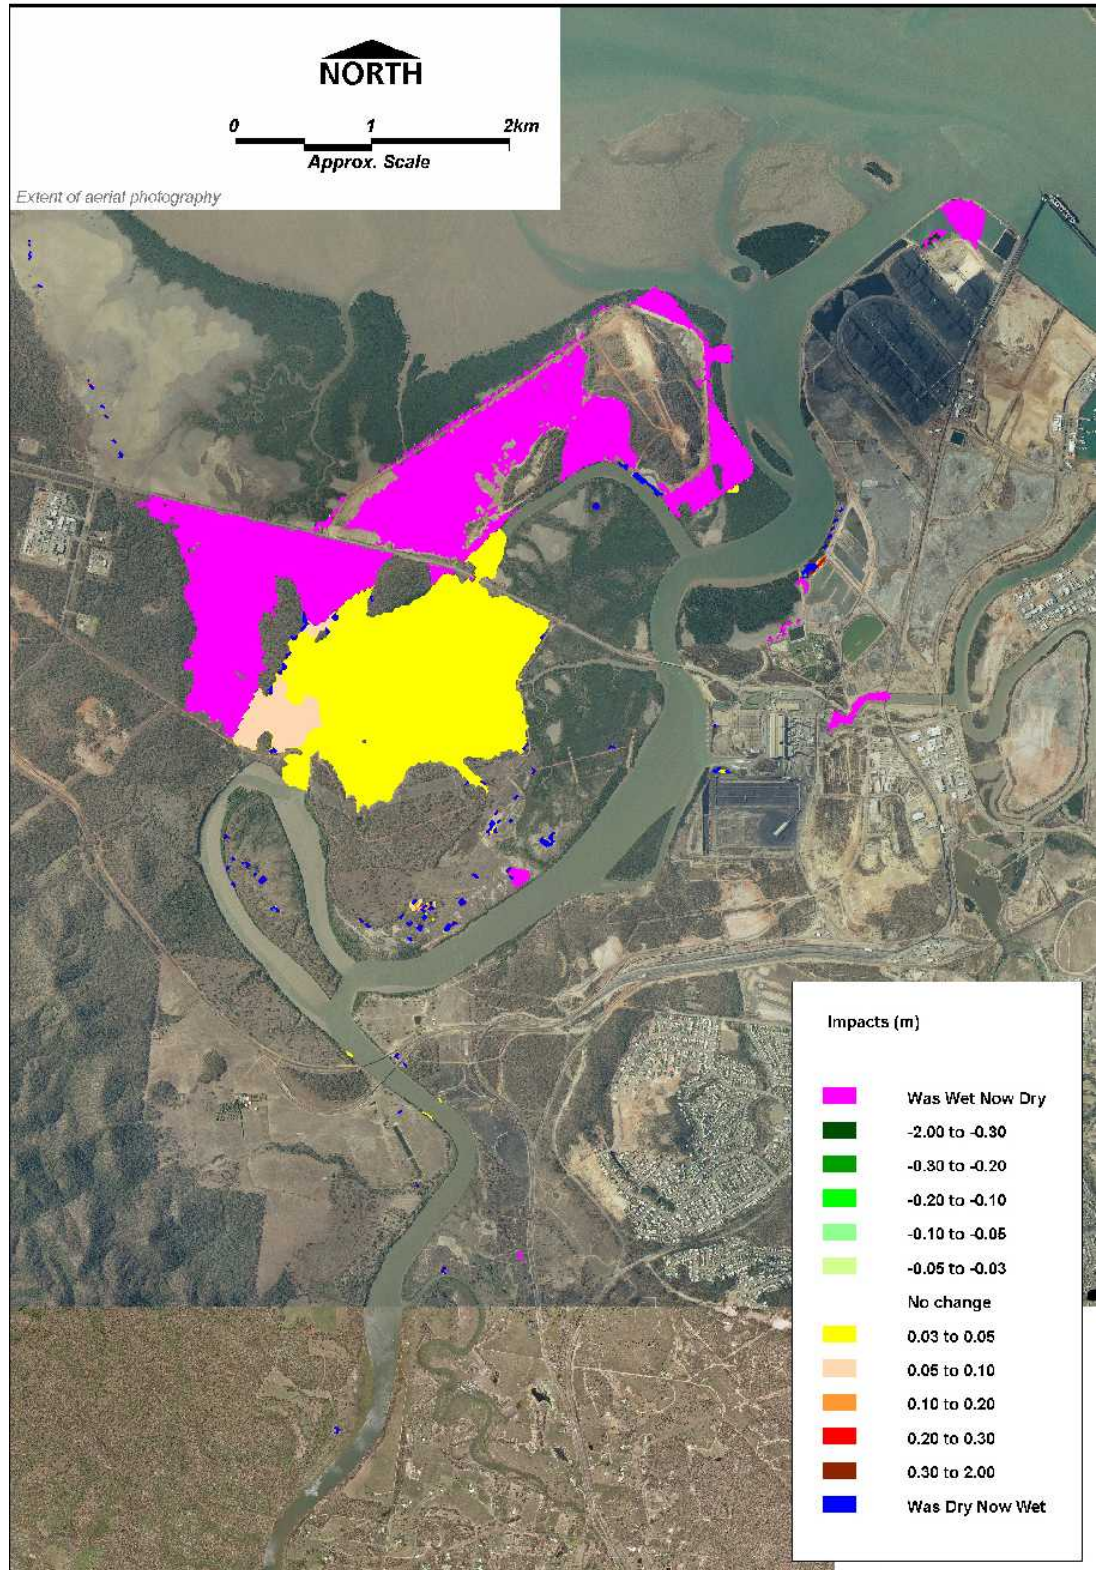 NORTH
0 1 2km
Approx. Scale
Extent of aerial photography
Impacts (m)
Was Wet Now Dry
-2.00 to -0.30
-0.30 to -0.20
-0.20 to -0.10
-0.10 to -0.05
-0.05 to -0.03
No change
0.03 to 0.05
0.05 to 0.10
0.10 to 0.20
0.20 to 0.30
0.30 to 2.00
Was Dry Now Wet